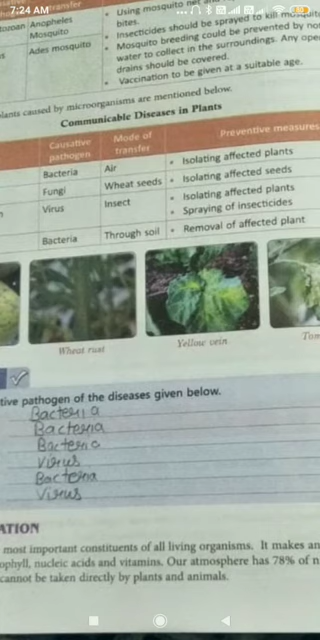 7:24 AM
transfer
Using mosquito net and
Anopheles
Mosquito
bites.
Insecticides should be sprayed to kill mosquito
Ades mosquito
Mosquito breeding could be prevented by not
water to collect in the surroundings. Any open
drains should be covered.
Vaccination to be given at a suitable age.
plants caused by microorganisms are mentioned below.
Communicable Diseases in Plants
Causative pathogen
Mode of transfer
Preventive measures
Bacteria Air • Isolating affected plants
Fungi Wheat seeds • Isolating affected seeds
Virus Insect • Isolating affected plants
• Spraying of insecticides
Bacteria Through soil • Removal of affected plant
Wheat rust
Yellow vein
Tom
tive pathogen of the diseases given below.
Bacteria
Bacteria
Bacteria
Virus
Bacteria
Virus
ATION
most important constituents of all living organisms. It makes an
ophyll, nucleic acids and vitamins. Our atmosphere has 78% of n
cannot be taken directly by plants and animals.